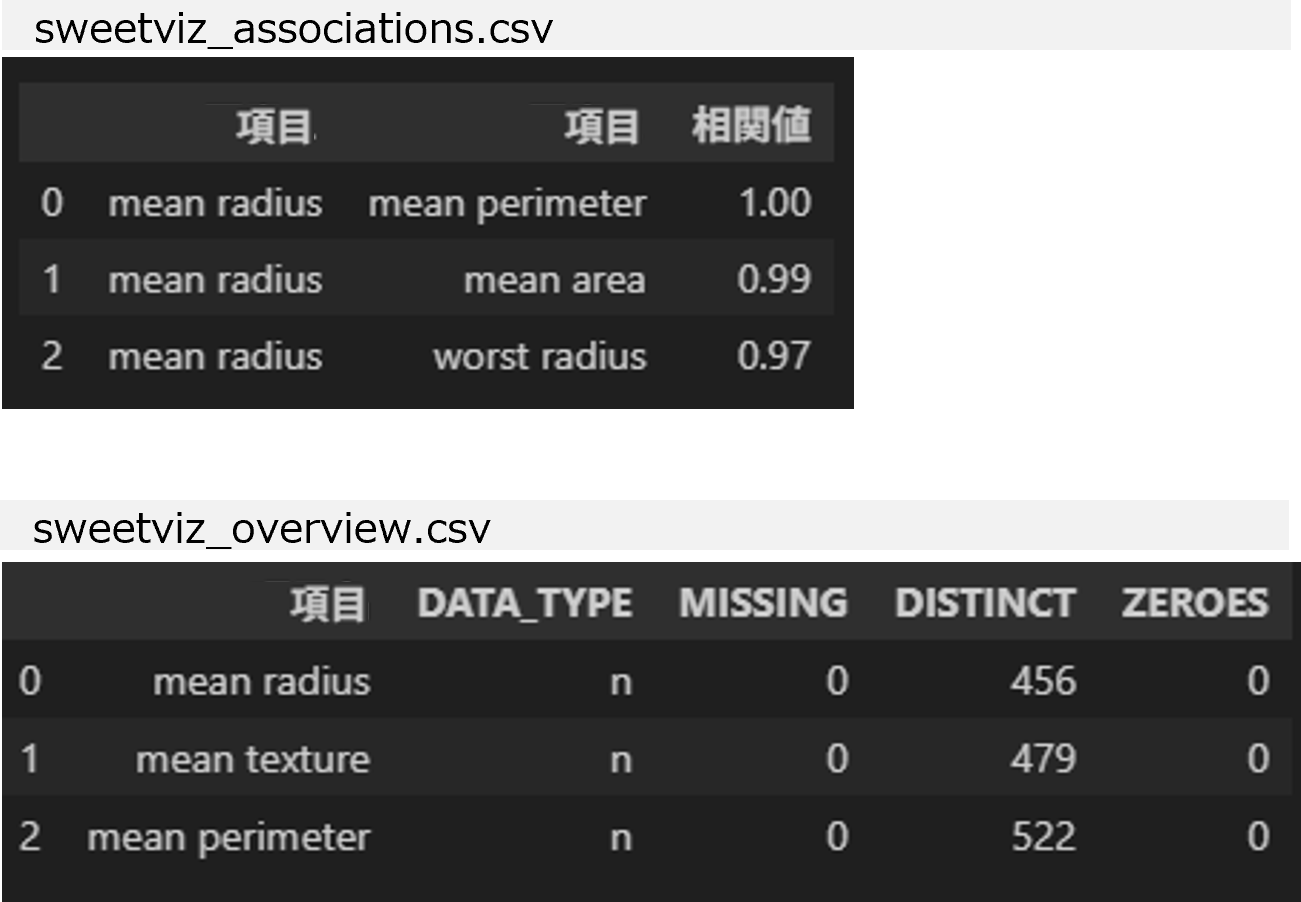 sweetviz_associations.csv
項目 項目 相関値
0 mean radius mean perimeter 1.00
1 mean radius mean area 0.99
2 mean radius worst radius 0.97
sweetviz_overview.csv
項目 DATA_TYPE MISSING DISTINCT ZEROES
0 mean radius n 0 456 0
1 mean texture n 0 479 0
2 mean perimeter n 0 522 0